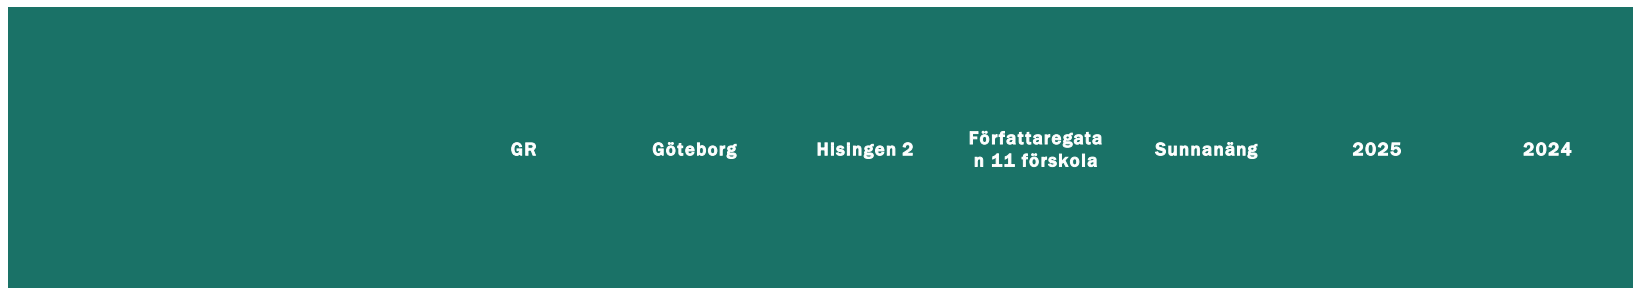 GR Göteborg Hisingen 2 Författaregata
n 11 förskola Sunnanäng 2025 2024